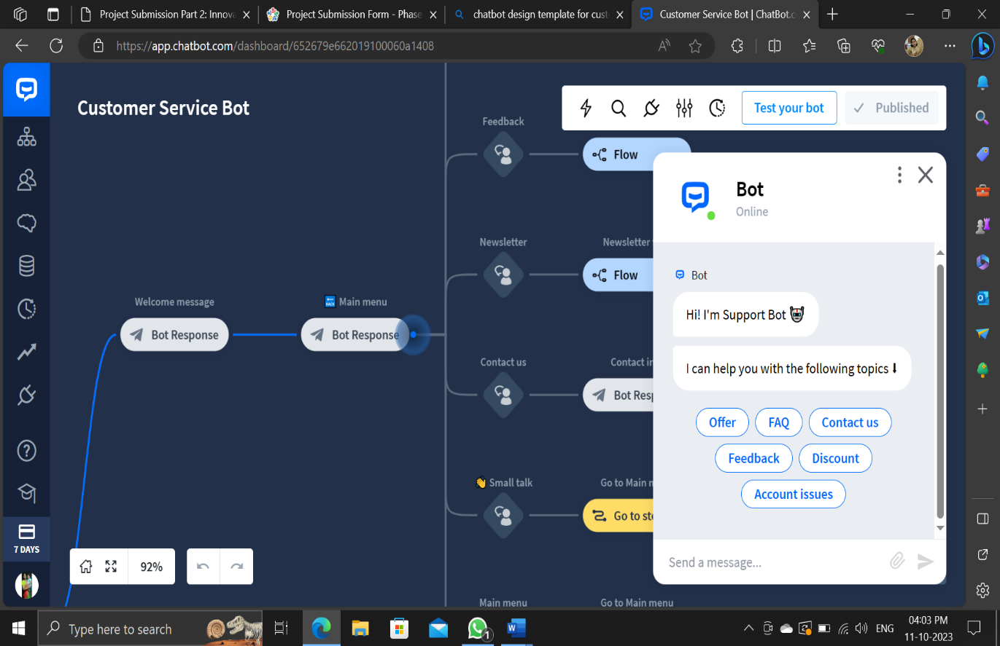 Project Submission Part 2: Innova
Project Submission Form - Phase
chatbot design template for cust
Customer Service Bot | ChatBot.c
https://app.chatbot.com/dashboard/652679e662019100060a1408
Customer Service Bot
Test your bot
Published
Feedback
Flow
Newsletter
Newsletter
Flow
Welcome message
Bot Response
BACK Main menu
Bot Response
Contact us
Contact in
Bot Resp
👋 Small talk
Go to Main m
Go to ste
Main menu
Go to Main menu
Bot
Online
Bot
Hi! I'm Support Bot 🤖
I can help you with the following topics ⬇
Offer
FAQ
Contact us
Feedback
Discount
Account issues
Send a message...
7 DAYS
92%
Type here to search
1
ENG
04:03 PM
11-10-2023